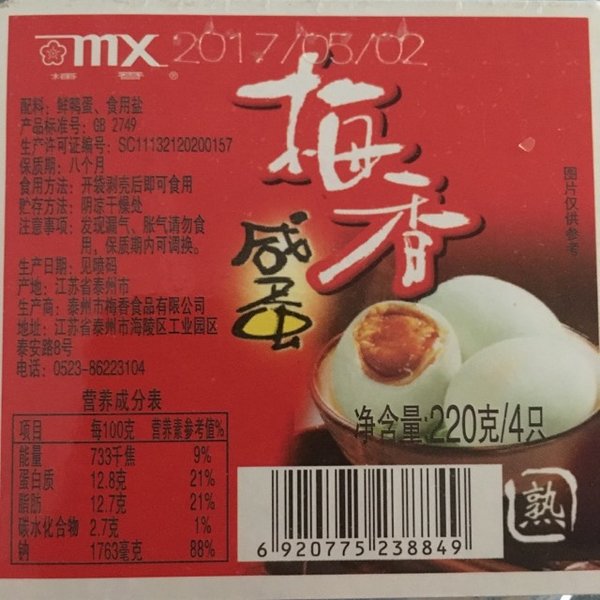 mx 2017/05/02
梅香 ®
梅香
咸蛋
配料：鲜鸭蛋、食用盐
产品标准号：GB 2749
生产许可证编号：SC11132120200157
保质期：八个月
食用方法：开袋测壳后即可食用
贮存方法：阴凉干燥处
注意事项：发现漏气、胀气请勿食
用，保质期内可调换。
生产日期：见喷码
产地：江苏省泰州市
生产商：泰州市梅香食品有限公司
地址：江苏省泰州市海陵区工业园区
泰安路8号
电话：0523-86223104
图片仅供参考
营养成分表
项目 每100克 营养素参考值%
能量 733千焦 9%
蛋白质 12.8克 21%
脂肪 12.7克 21%
碳水化合物 2.7克 1%
钠 1763毫克 88%
净含量:220克/4只
熟
6 920775 238849